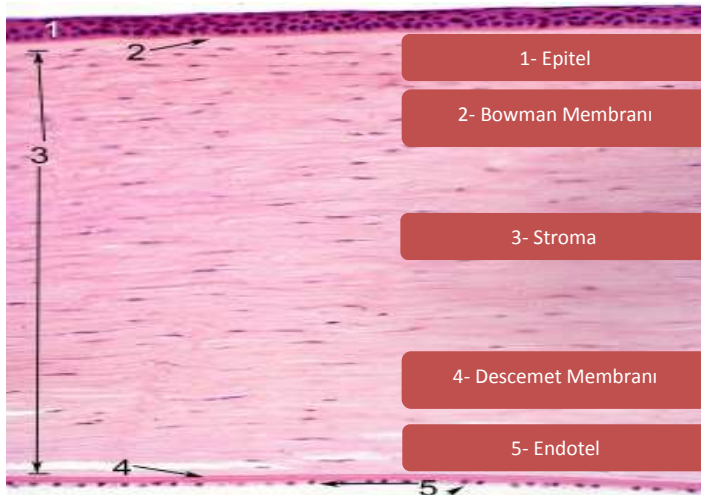 1
2
1- Epitel
2- Bowman Membranı
3
3- Stroma
4- Descemet Membranı
4
5- Endotel
5